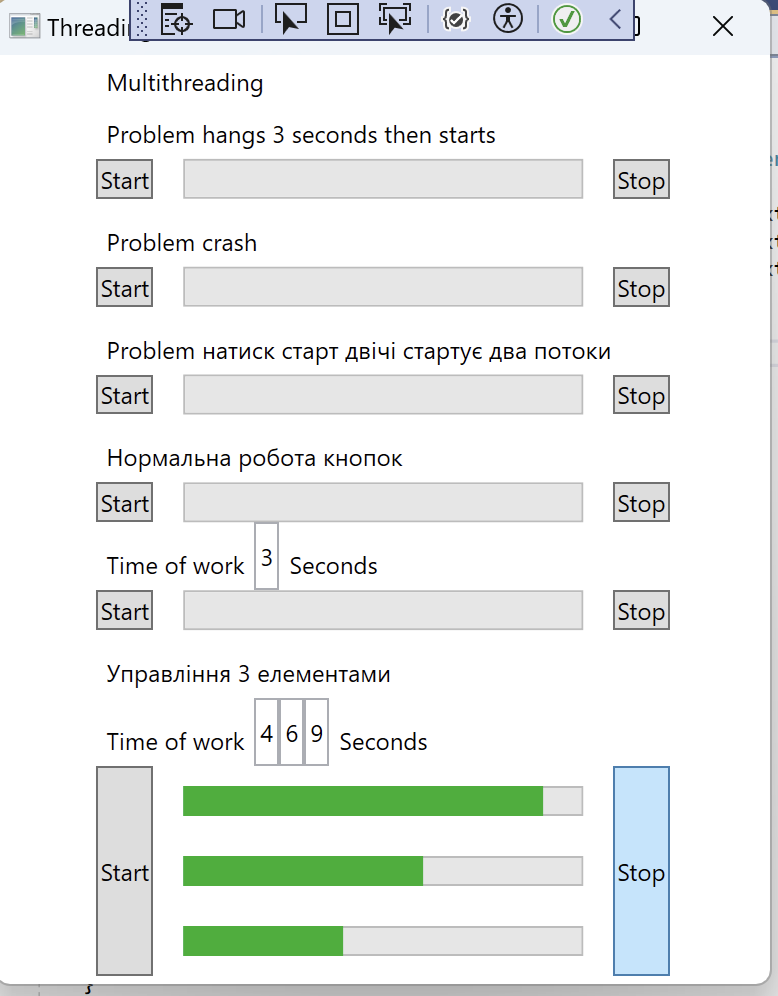 Multithreading
Problem hangs 3 seconds then starts
Start Stop
Problem crash
Start Stop
Problem натиск старт двічі стартує два потоки
Start Stop
Нормальна робота кнопок
Start Stop
Time of work 3 Seconds
Start Stop
Управління 3 елементами
Time of work 4 6 9 Seconds
Start Stop